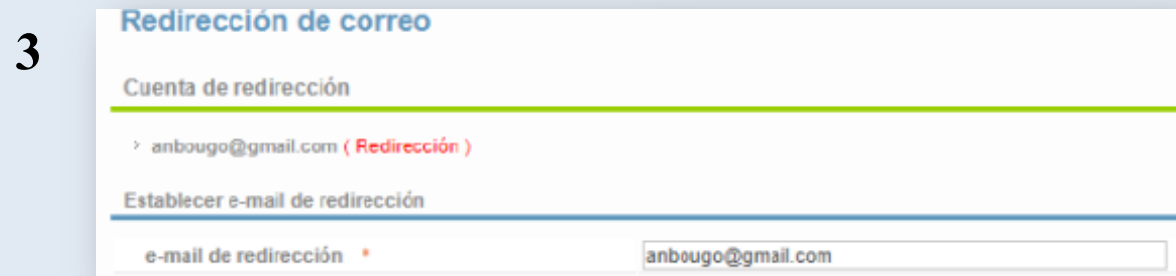 3
Redirección de correo
Cuenta de redirección
> anbougo@gmail.com ( Redirección )
Establecer e-mail de redirección
e-mail de redirección * anbougo@gmail.com